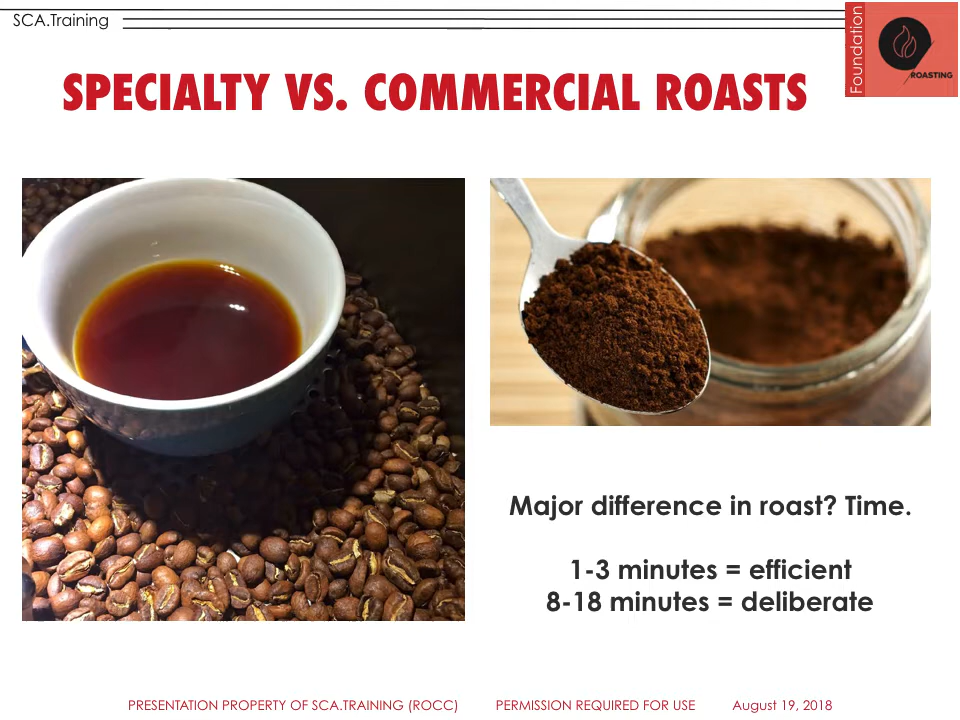 SCA.Training
Foundation
ROASTING
SPECIALTY VS. COMMERCIAL ROASTS
Major difference in roast? Time.
1-3 minutes = efficient
8-18 minutes = deliberate
PRESENTATION PROPERTY OF SCA.TRAINING (ROCC) PERMISSION REQUIRED FOR USE August 19, 2018